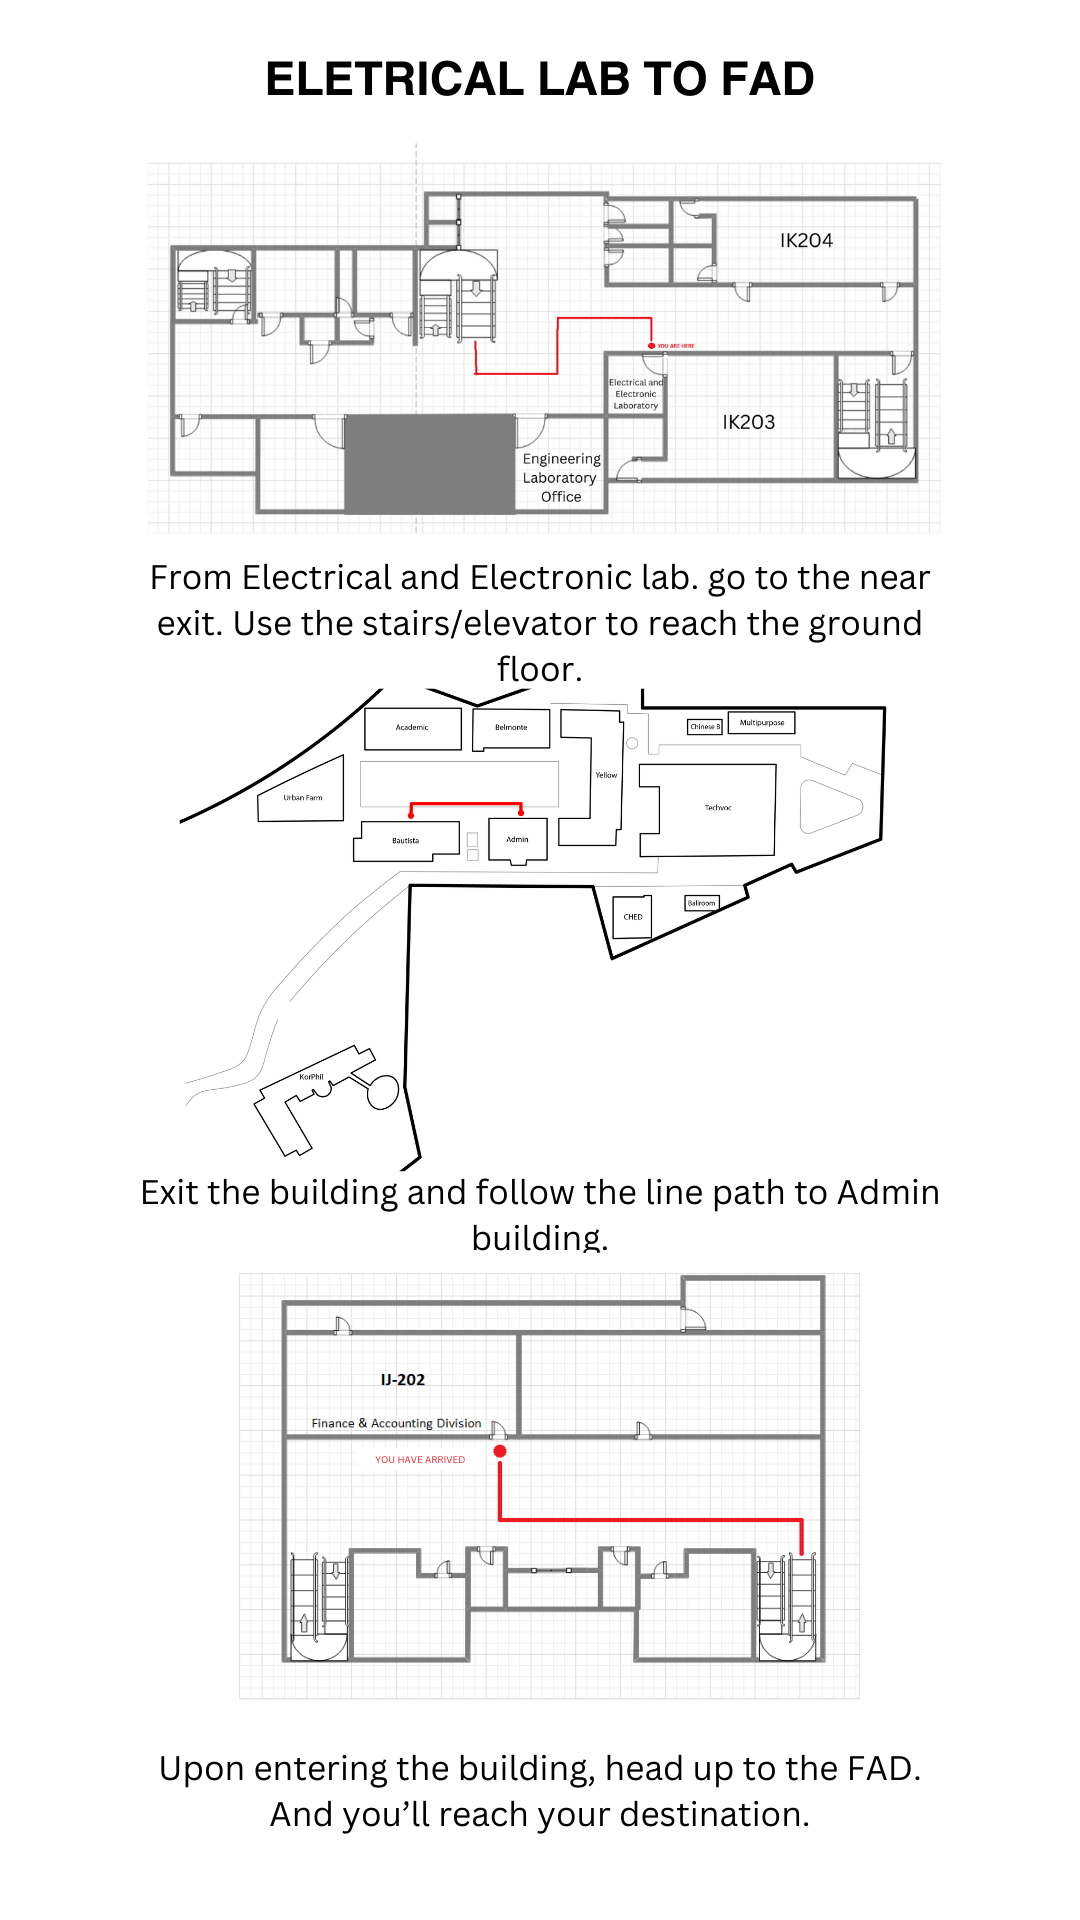 ELETRICAL LAB TO FAD
IK204
YOU ARE HERE
Electrical and
Electronic
Laboratory
IK203
Engineering
Laboratory
Office
From Electrical and Electronic lab. go to the near
exit. Use the stairs/elevator to reach the ground
floor.
Academic
Belmonte
Chinese B
Multipurpose
Yellow
Urban Farm
Techvoc
Bautista
Admin
CHED
Ballroom
KorPhil
Exit the building and follow the line path to Admin
building.
IJ-202
Finance & Accounting Division
YOU HAVE ARRIVED
Upon entering the building, head up to the FAD.
And you’ll reach your destination.